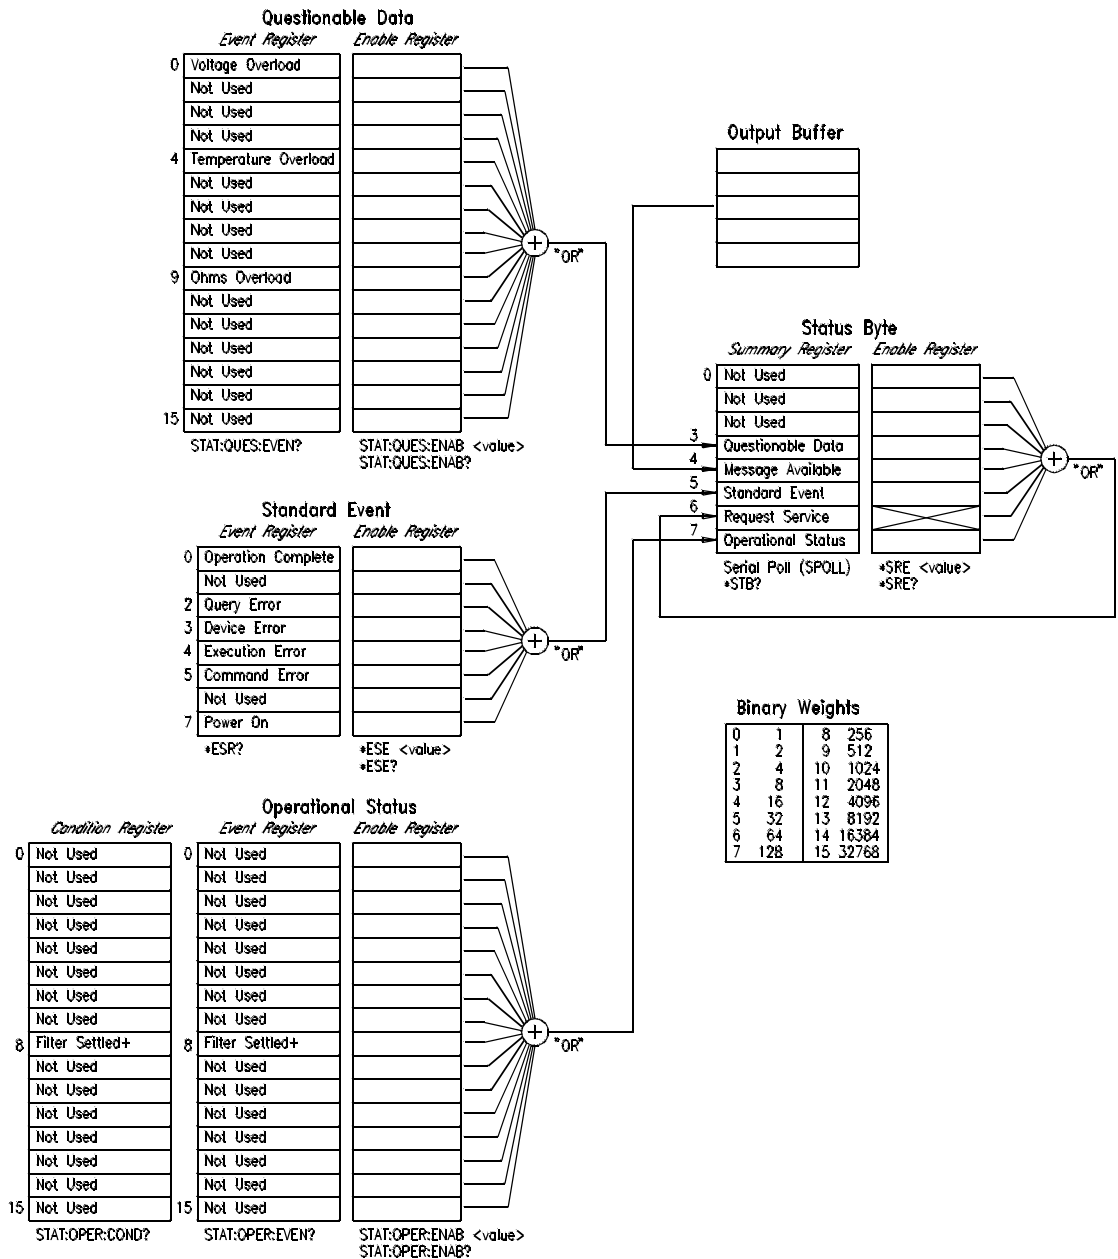 Questionable Data
Event Register Enable Register
0 Voltage Overload
Not Used
Not Used
Not Used
4 Temperature Overload
Not Used
Not Used
Not Used
Not Used
9 Ohms Overload
Not Used
Not Used
Not Used
Not Used
Not Used
15 Not Used
+
"OR"
STAT:QUES:EVEN? STAT:QUES:ENAB <value>
STAT:QUES:ENAB?
Output Buffer
Status Byte
Summary Register Enable Register
0 Not Used
Not Used
Not Used
3 Questionable Data
4 Message Available
5 Standard Event
6 Request Service
7 Operational Status
+
"OR"
Serial Poll (SPOLL) *SRE <value>
*STB? *SRE?
Standard Event
Event Register Enable Register
0 Operation Complete
Not Used
2 Query Error
3 Device Error
4 Execution Error
5 Command Error
Not Used
7 Power On
+
"OR"
*ESR? *ESE <value>
*ESE?
Binary Weights
0 1 8 256
1 2 9 512
2 4 10 1024
3 8 11 2048
4 16 12 4096
5 32 13 8192
6 64 14 16384
7 128 15 32768
Operational Status
Condition Register Event Register Enable Register
0 Not Used 0 Not Used
Not Used Not Used
Not Used Not Used
Not Used Not Used
Not Used Not Used
Not Used Not Used
Not Used Not Used
Not Used Not Used
8 Filter Settled+ 8 Filter Settled+
Not Used Not Used
Not Used Not Used
Not Used Not Used
Not Used Not Used
Not Used Not Used
Not Used Not Used
15 Not Used 15 Not Used
+
"OR"
STAT:OPER:COND? STAT:OPER:EVEN? STAT:OPER:ENAB <value>
STAT:OPER:ENAB?